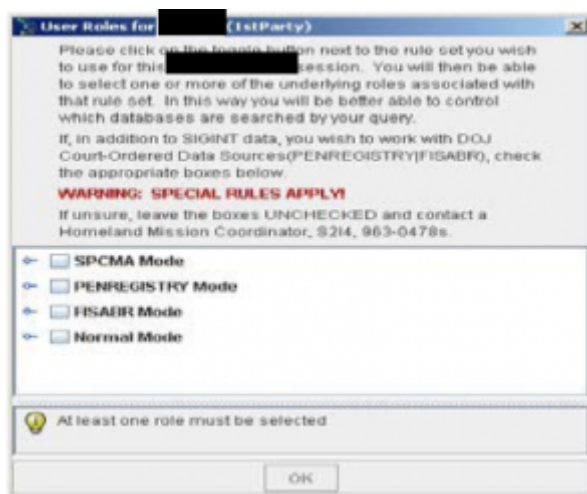 User Roles for (1stParty)
Please click on the toggle button next to the rule set you wish
to use for this session. You will then be able
to select one or more of the underlying roles associated with
that rule set. In this way you will be better able to control
which databases are searched by your query.
If, in addition to SIGINT data, you wish to work with DOJ
Court-Ordered Data Sources(PENREGISTRY|FISABR), check
the appropriate boxes below.
WARNING: SPECIAL RULES APPLY!
If unsure, leave the boxes UNCHECKED and contact a
Homeland Mission Coordinator, S2I4, 963-0478s.
SPCMA Mode
PENREGISTRY Mode
FISABR Mode
Normal Mode
At least one role must be selected
OK